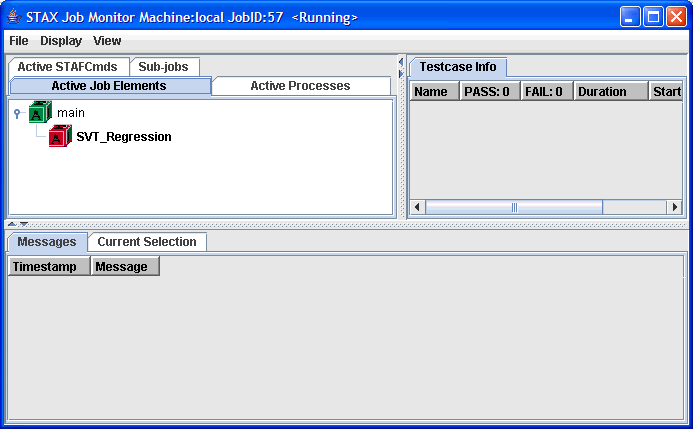 STAX Job Monitor Machine:local JobID:57 <Running>
File Display View
Active STAFCmds Sub-jobs
Active Job Elements Active Processes
A main
A SVT_Regression
Testcase Info
Name PASS: 0 FAIL: 0 Duration Start
Messages Current Selection
Timestamp Message